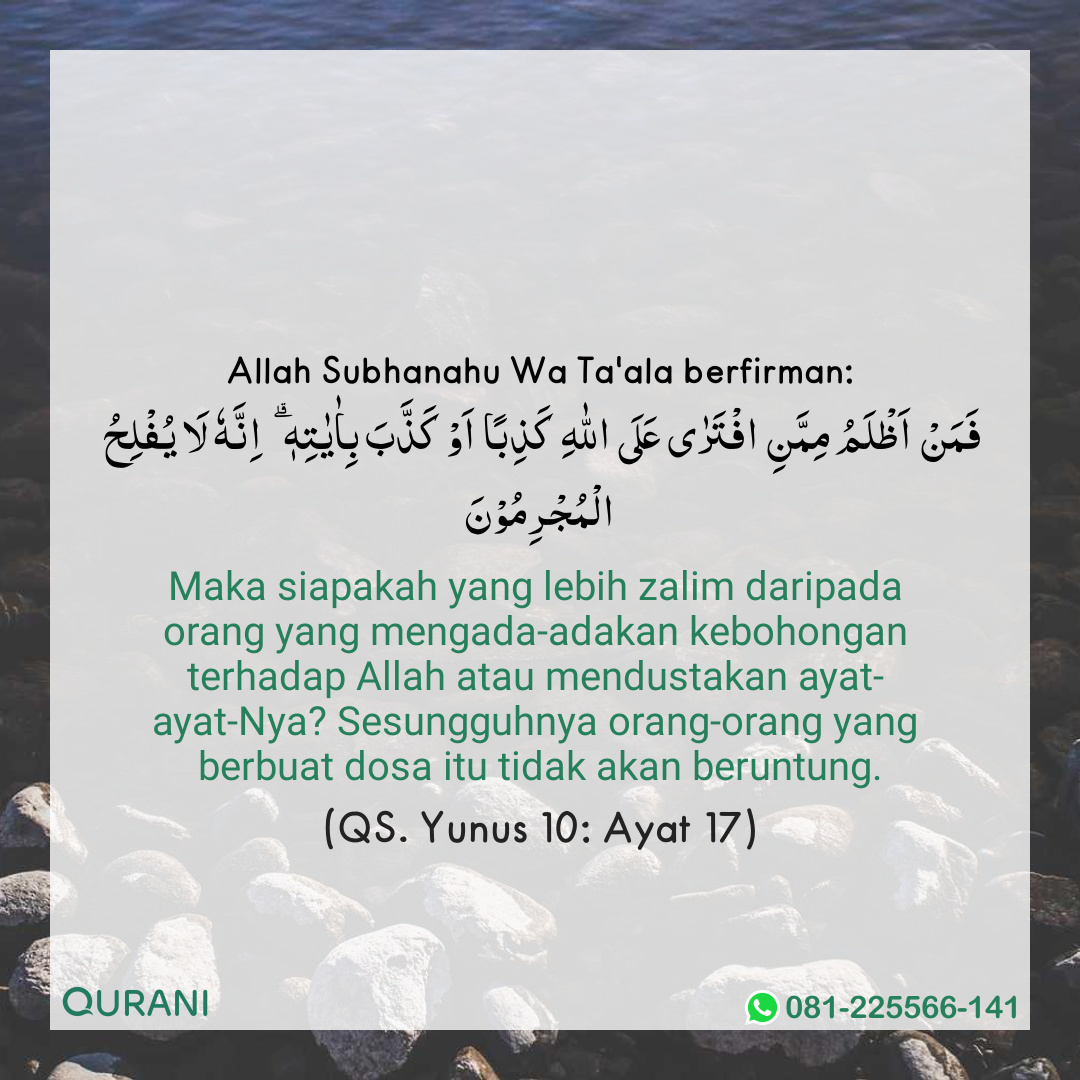 Allah Subhanahu Wa Ta'ala berfirman:
فَمَنْ اَظْلَمُ مِمَّنِ افْتَرٰى عَلَى اللّٰهِ كَذِبًا اَوْ كَذَّبَ بِاٰيٰتِهٖ ۗ اِنَّهٗ لَا يُفْلِحُ
الْمُجْرِمُوْنَ
Maka siapakah yang lebih zalim daripada
orang yang mengada-adakan kebohongan
terhadap Allah atau mendustakan ayat-
ayat-Nya? Sesungguhnya orang-orang yang
berbuat dosa itu tidak akan beruntung.
(QS. Yunus 10: Ayat 17)
QURANI
081-225566-141